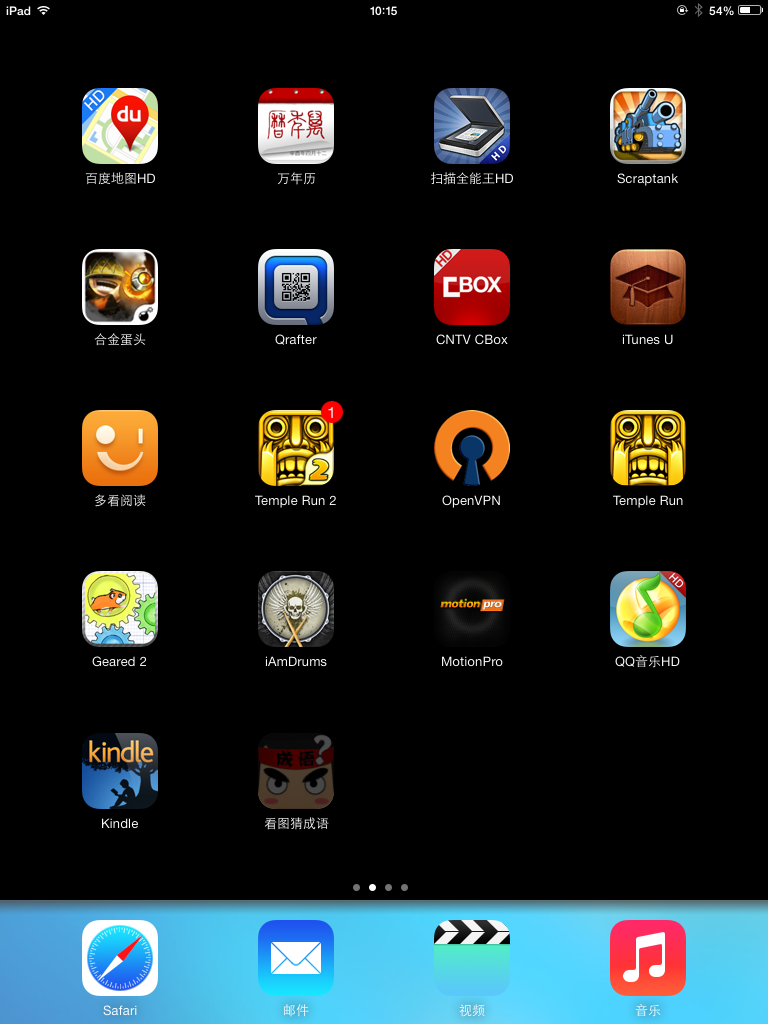 iPad 10:15 54%
HD du
百度地图HD
万年历
HD
扫描全能王HD
Scraptank
合金蛋头
Qrafter
HD CBOX
CNTV CBox
iTunes U
多看阅读
1
2
Temple Run 2
OpenVPN
Temple Run
Geared 2
iAmDrums
motion pro
MotionPro
HD
QQ音乐HD
kindle
Kindle
成语?
看图猜成语
Safari
邮件
视频
音乐